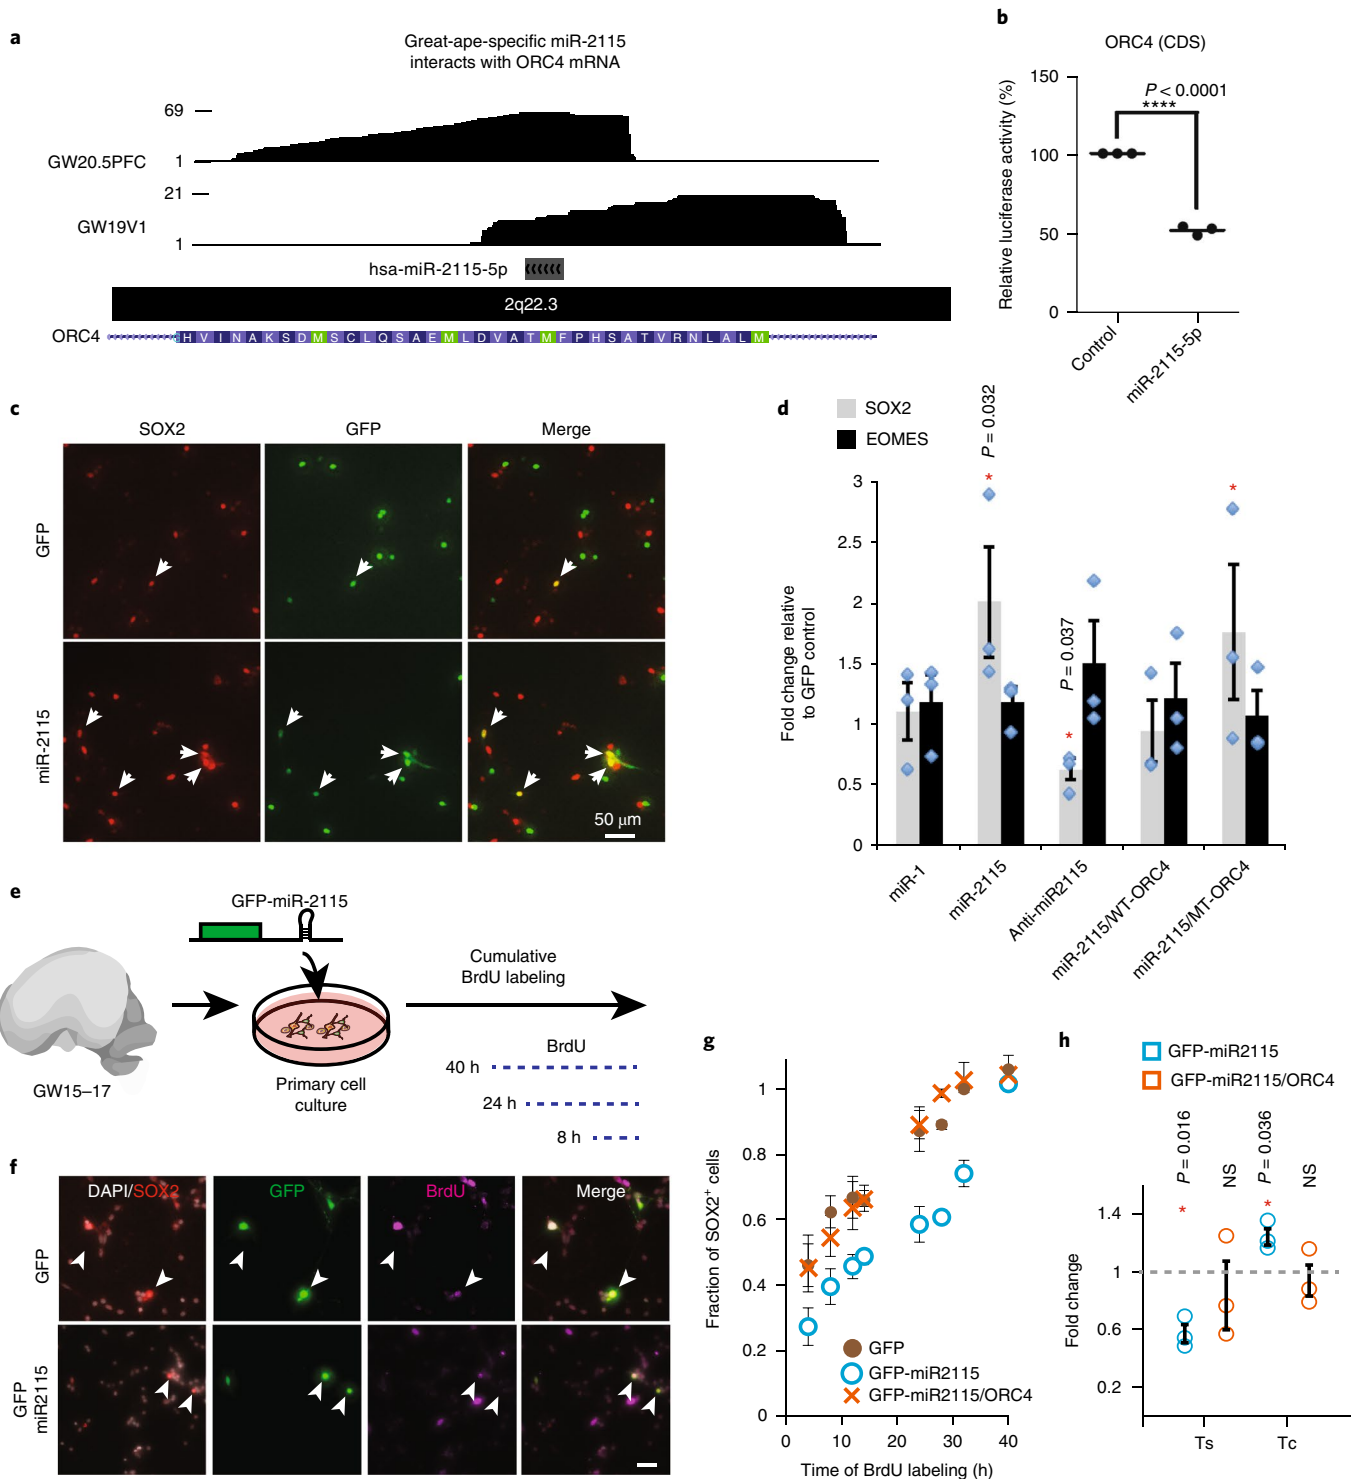 a
Great-ape-specific miR-2115
interacts with ORC4 mRNA
69
GW20.5PFC
1
21
GW19V1
1
hsa-miR-2115-5p
2q22.3
ORC4
H V I N A K S D M S C L Q S A E M L D V A T M F P H S A T V R N L A L M
b
ORC4 (CDS)
Relative luciferase activity (%)
150
100
50
0
P < 0.0001
****
Control
miR-2115-5p
c
SOX2
GFP
Merge
GFP
miR-2115
50 μm
d
SOX2
EOMES
Fold change relative
to GFP control
3
2.5
2
1.5
1
0.5
0
P = 0.032
*
P = 0.037
*
*
miR-1
miR-2115
Anti-miR2115
miR-2115/WT-ORC4
miR-2115/MT-ORC4
e
GFP-miR-2115
GW15–17
Primary cell
culture
Cumulative
BrdU labeling
BrdU
40 h
24 h
8 h
f
DAPI/SOX2
GFP
BrdU
Merge
GFP
GFP
miR2115
g
Fraction of SOX2+ cells
1
0.8
0.6
0.4
0.2
0
GFP
GFP-miR2115
GFP-miR2115/ORC4
0
10
20
30
40
Time of BrdU labeling (h)
h
GFP-miR2115
GFP-miR2115/ORC4
P = 0.016
NS
P = 0.036
NS
*
*
Fold change
1.4
1
0.6
0.2
Ts
Tc